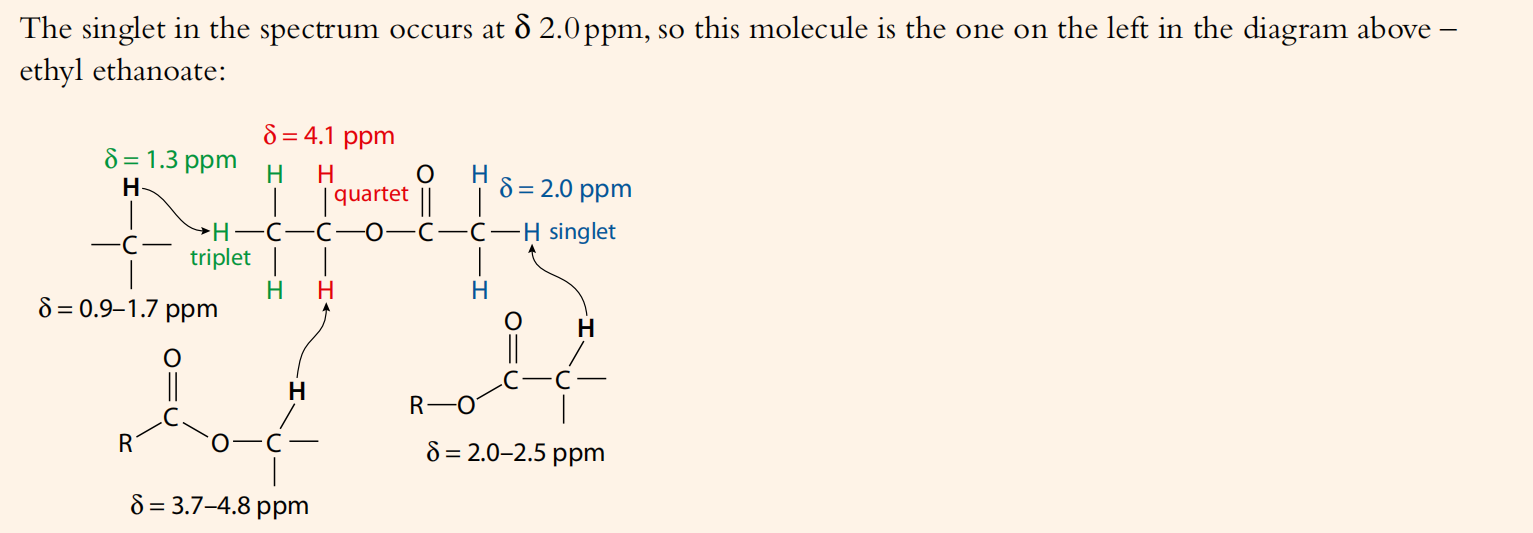 The singlet in the spectrum occurs at δ 2.0 ppm, so this molecule is the one on the left in the diagram above –
ethyl ethanoate:
δ = 4.1 ppm
δ = 1.3 ppm
H H H O H
quartet δ = 2.0 ppm
–C– H–C–C–O–C–C–H singlet
triplet
H H H
δ = 0.9–1.7 ppm
O H
O
C–C–
H
R–O
C
R O–C–
δ = 2.0–2.5 ppm
δ = 3.7–4.8 ppm